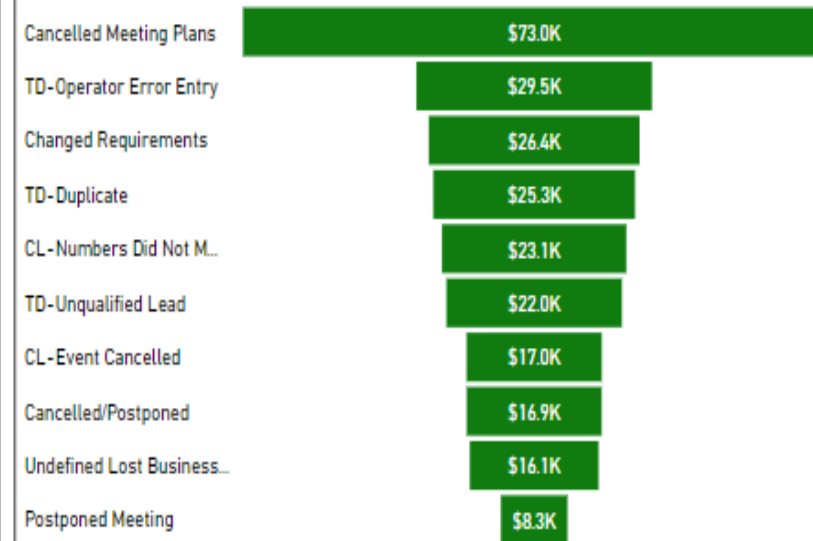 Cancelled Meeting Plans $73.0K
TD-Operator Error Entry $29.5K
Changed Requirements $26.4K
TD-Duplicate $25.3K
CL-Numbers Did Not M... $23.1K
TD-Unqualified Lead $22.0K
CL-Event Cancelled $17.0K
Cancelled/Postponed $16.9K
Undefined Lost Business... $16.1K
Postponed Meeting $8.3K